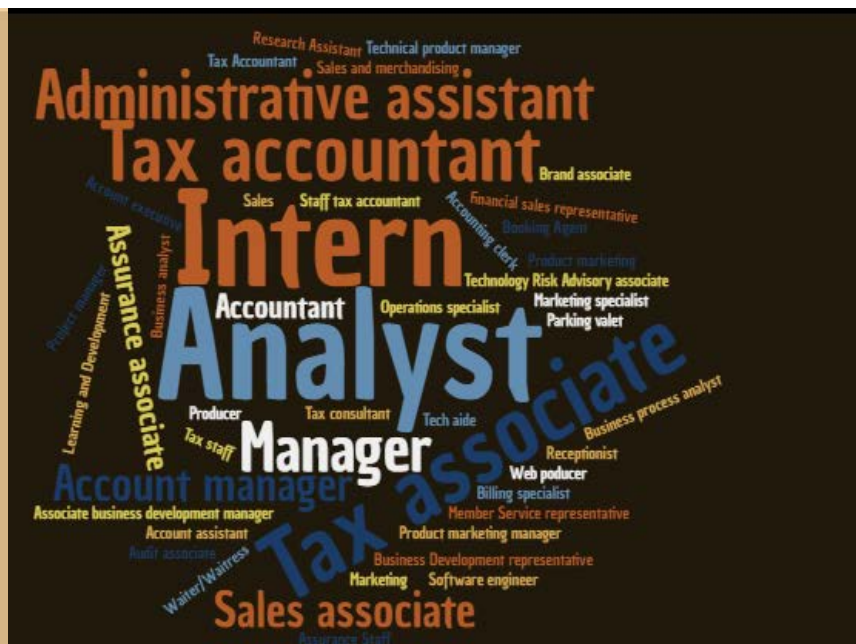 Research Assistant
Technical product manager
Tax Accountant
Sales and merchandising
Administrative assistant
Tax accountant
Brand associate
Account executive
Sales
Staff tax accountant
Financial sales representative
Accounting clerk
Booking Agent
Intern
Assurance associate
Business analyst
Product marketing
Technology Risk Advisory associate
Project manager
Learning and Development
Accountant
Operations specialist
Marketing specialist
Parking valet
Analyst
Tax associate
Producer
Tax consultant
Tech aide
Business process analyst
Tax staff
Manager
Receptionist
Web poducer
Account manager
Billing specialist
Associate business development manager
Member Service representative
Account assistant
Product marketing manager
Audit associate
Waiter/Waitress
Business Development representative
Marketing
Software engineer
Sales associate
Assurance Staff